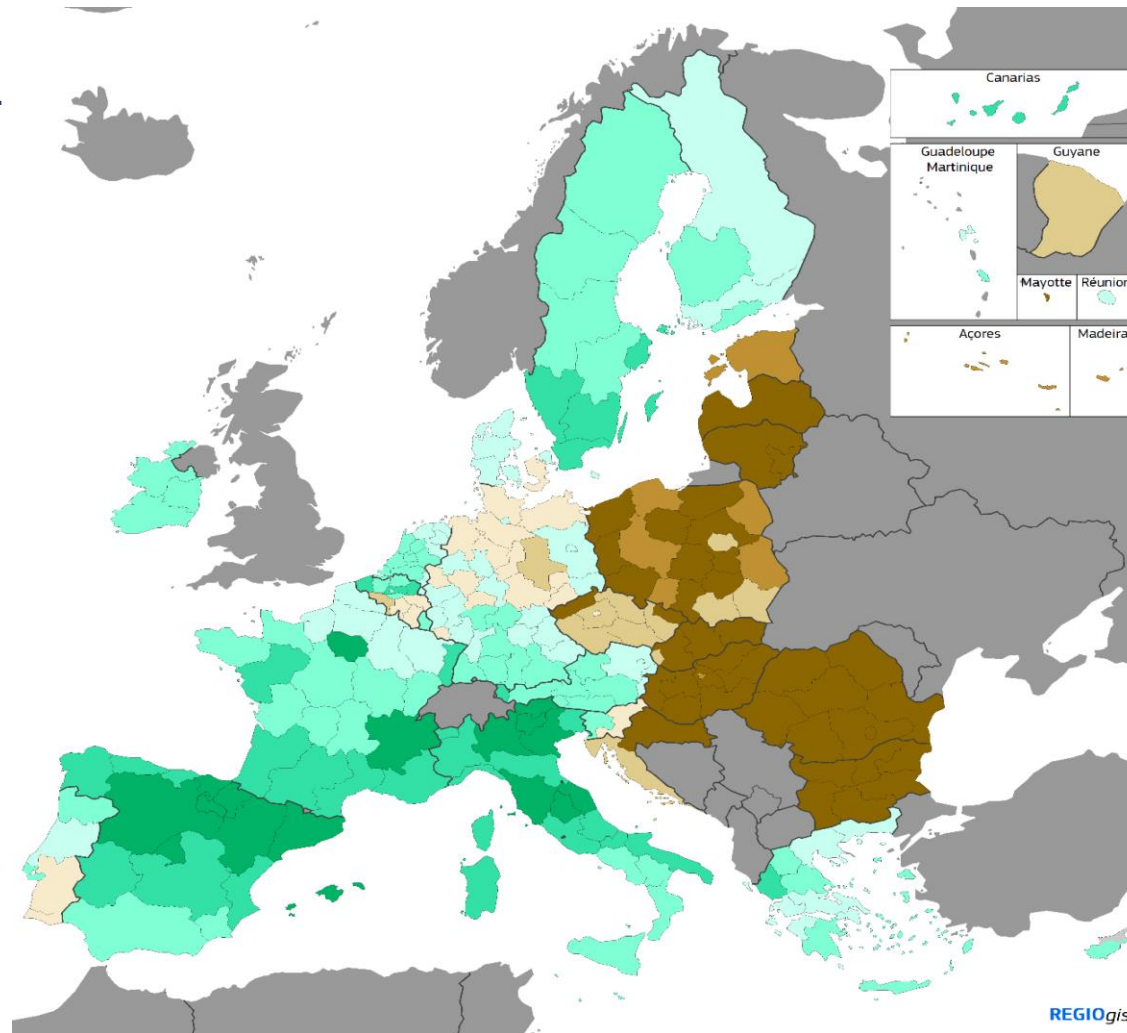 Canarias
Guadeloupe
Martinique
Guyane
Mayotte
Réunion
Açores
Madeira
REGIOgis